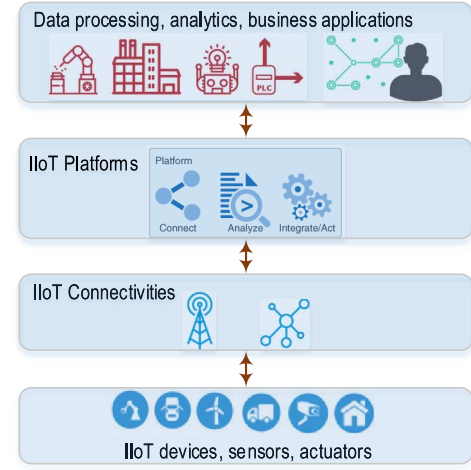 Data processing, analytics, business applications
PLC
IIoT Platforms
Platform
Connect
Analyze
Integrate/Act
IIoT Connectivities
IIoT devices, sensors, actuators